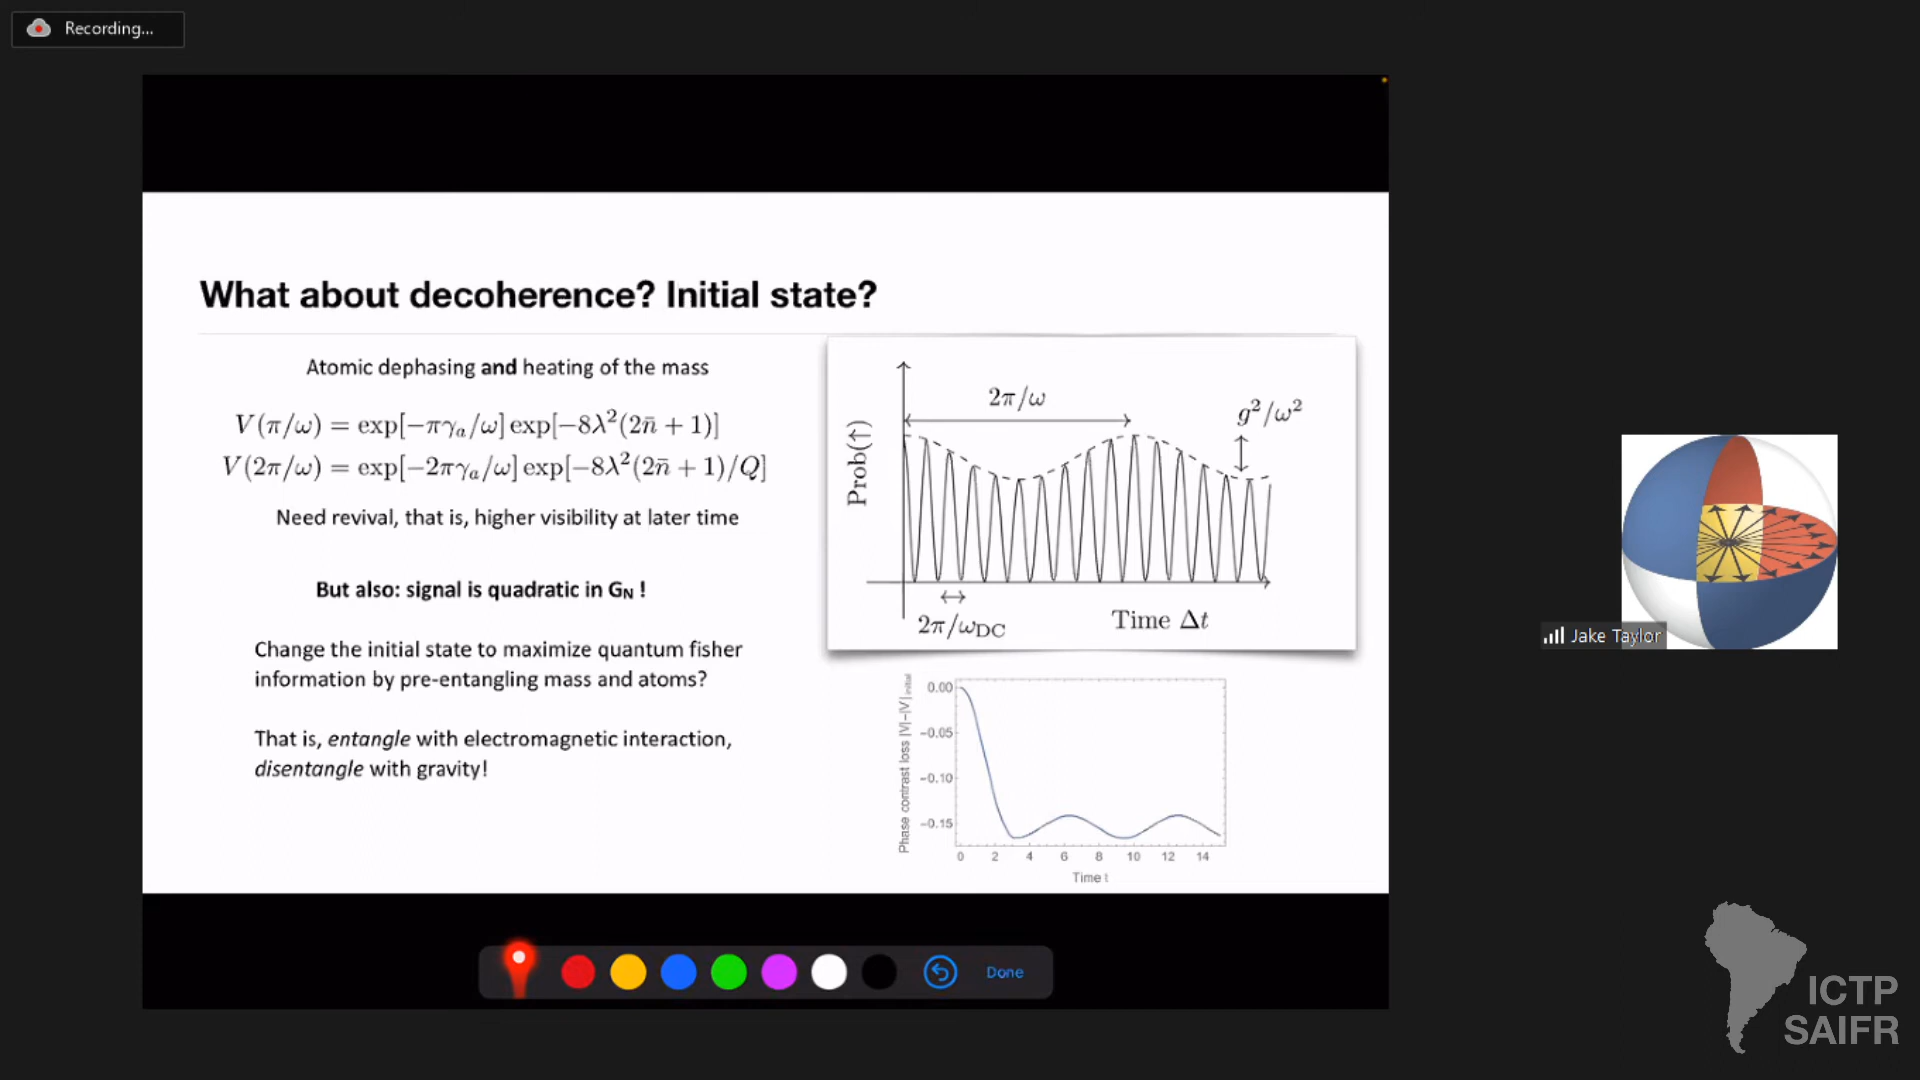 Recording...
What about decoherence? Initial state?
Atomic dephasing and heating of the mass
V(π/ω) = exp[−πγₐ/ω] exp[−8λ²(2n̄ + 1)]
V(2π/ω) = exp[−2πγₐ/ω] exp[−8λ²(2n̄ + 1)/Q]
Need revival, that is, higher visibility at later time
But also: signal is quadratic in G_N !
Change the initial state to maximize quantum fisher
information by pre-entangling mass and atoms?
That is, entangle with electromagnetic interaction,
disentangle with gravity!
2π/ω
g²/ω²
Prob(↑)
2π/ω_DC
Time Δt
Phase contrast loss |V|−|V|initial
0.00
−0.05
−0.10
−0.15
0 2 4 6 8 10 12 14
Time t
Done
Jake Taylor
ICTP
SAIFR